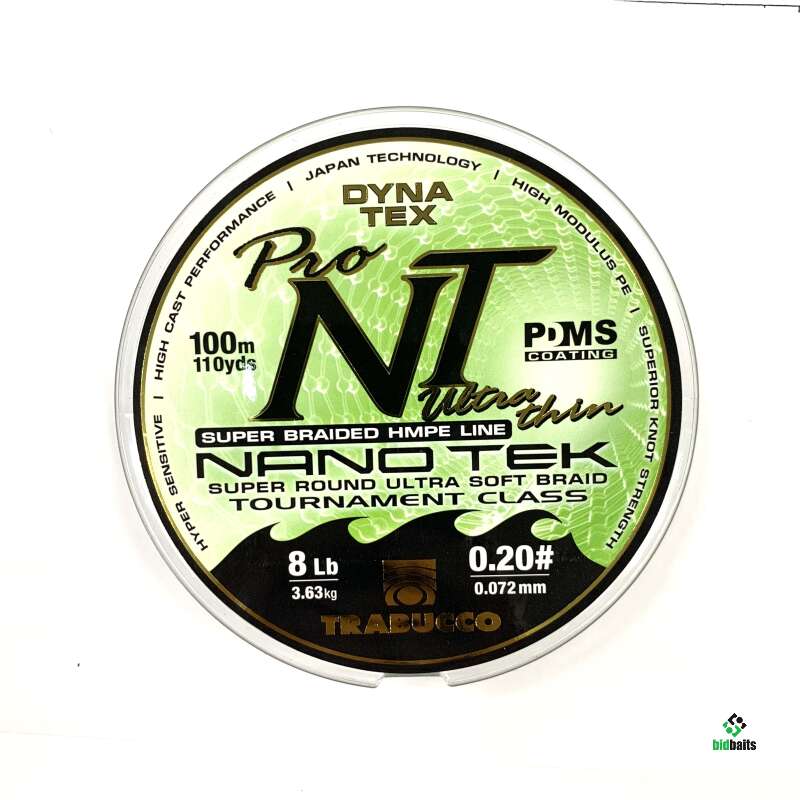 HYPER SENSITIVE | HIGH CAST PERFORMANCE | JAPAN TECHNOLOGY | HIGH MODULUS PE | SUPERIOR KNOT STRENGTH
DYNA
TEX
Pro
NT
100m
110yds
PDMS
COATING
Ultra thin
SUPER BRAIDED HMPE LINE
NANO TEK
SUPER ROUND ULTRA SOFT BRAID
TOURNAMENT CLASS
8 Lb
3.63kg
0.20#
0.072mm
TRABUCCO
bidbaits